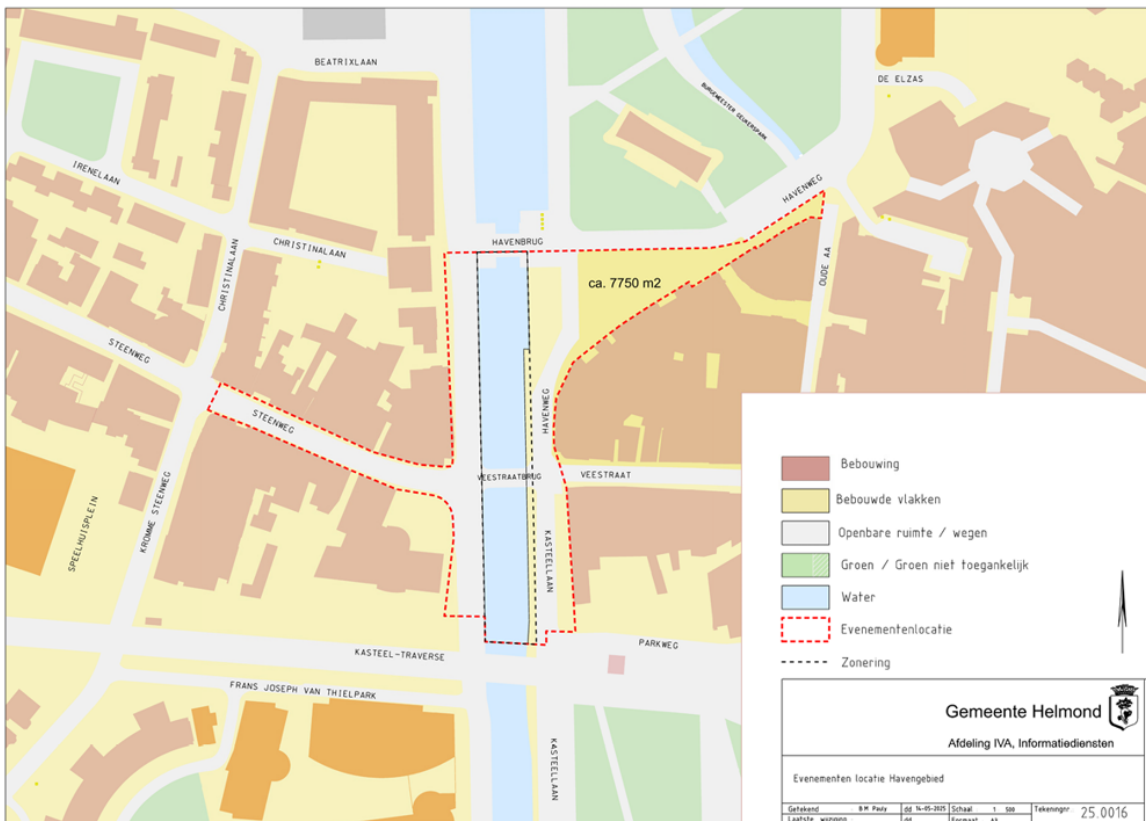 BEATRIXLAAN
DE ELZAS
BURGEMEESTER GEUKERSPARK
IRENELAAN
HAVENWEG
CHRISTINALAAN
HAVENBRUG
CHRISTINALAAN
OUDE AA
ca. 7750 m2
STEENWEG
STEENWEG
HAVENWEG
VEESTRAATBRUG
VEESTRAAT
KROMME STEENWEG
SPEELHUISPLEIN
KASTEELLAAN
KASTEEL-TRAVERSE
PARKWEG
FRANS JOSEPH VAN THIELPARK
KASTEELLAAN
Bebouwing
Bebouwde vlakken
Openbare ruimte / wegen
Groen / Groen niet toegankelijk
Water
Evenementenlocatie
Zonering
Gemeente Helmond
Afdeling IVA, Informatiediensten
Evenementen locatie Havengebied
Getekend : B.M. Pauly dd 14-05-2025 Schaal 1 500 Tekeningnr. 25.0016
Laatste wijziging dd Formaat A3